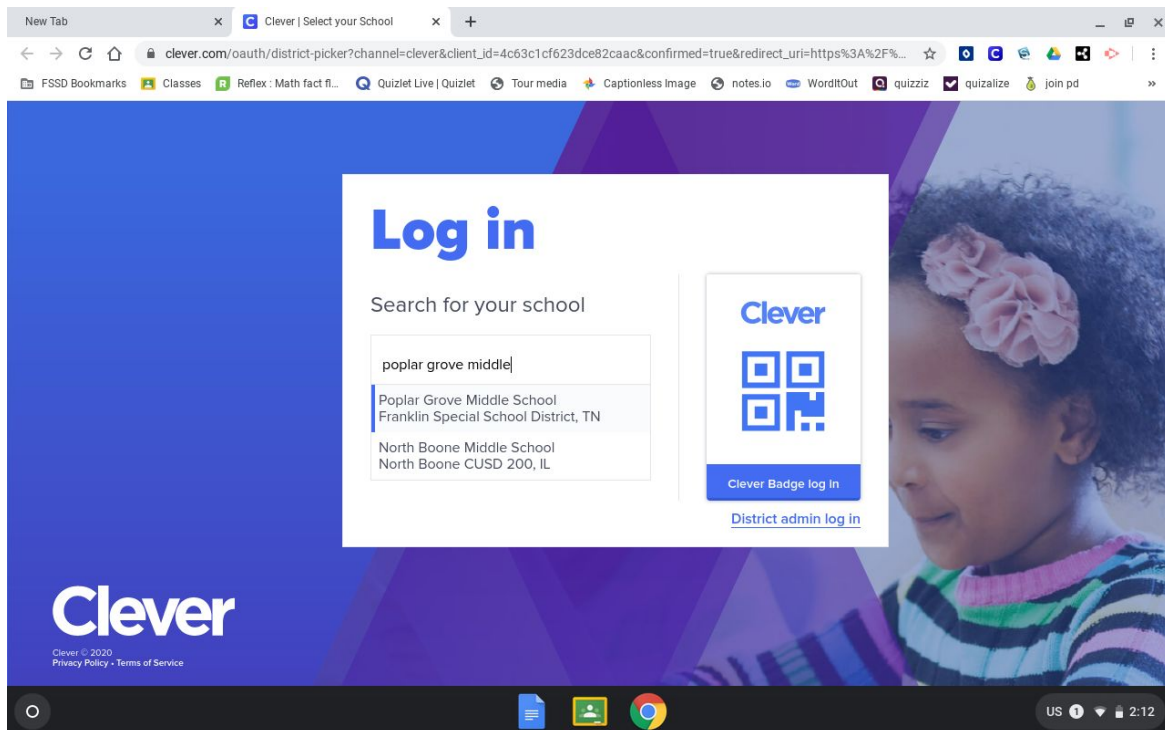 New Tab
Clever | Select your School
clever.com/oauth/district-picker?channel=clever&client_id=4c63c1cf623dce82caac&confirmed=true&redirect_uri=https%3A%2F%...
FSSD Bookmarks Classes Reflex : Math fact fl... Quizlet Live | Quizlet Tour media Captionless Image notes.io WordItOut quizziz quizalize join pd
Log in
Search for your school
poplar grove middle
Poplar Grove Middle School
Franklin Special School District, TN
North Boone Middle School
North Boone CUSD 200, IL
Clever
Clever Badge log in
District admin log in
Clever
Clever © 2020
Privacy Policy • Terms of Service
US 1 2:12